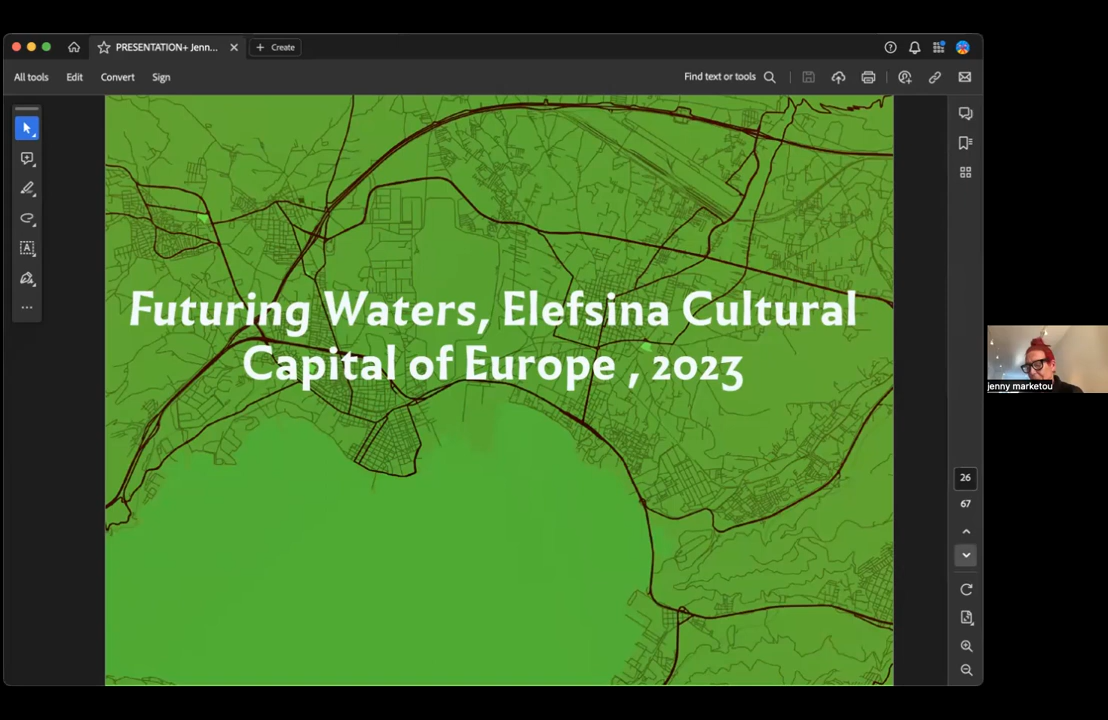 PRESENTATION+ Jenn...
Create
All tools
Edit
Convert
Sign
Find text or tools
Futuring Waters, Elefsina Cultural
Capital of Europe , 2023
jenny marketou
26
67